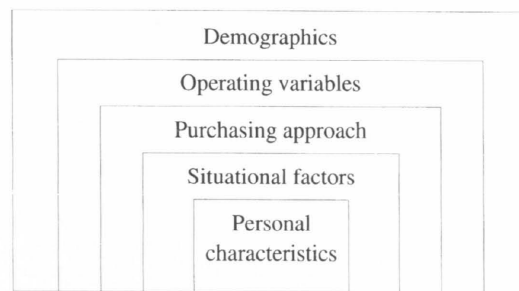 Demographics
Operating variables
Purchasing approach
Situational factors
Personal
characteristics